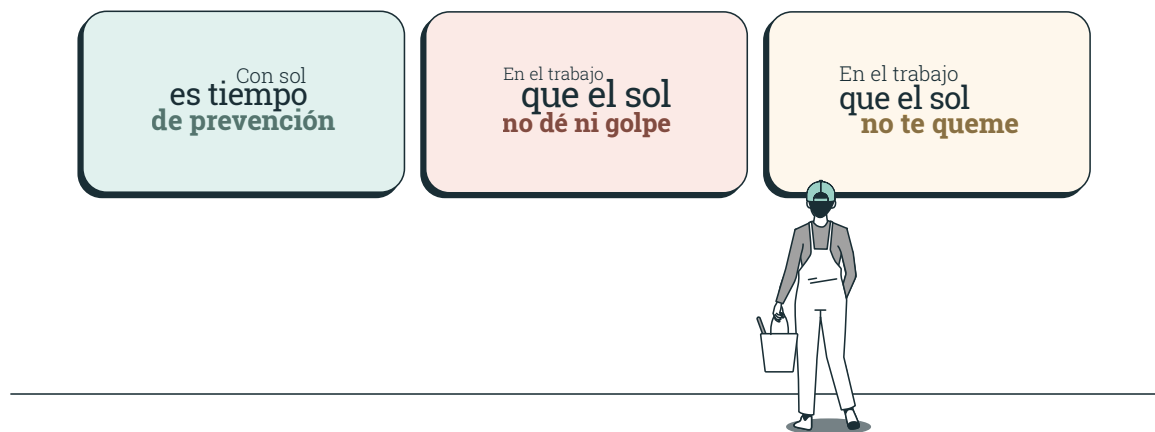 Con sol
es tiempo
de prevención
En el trabajo
que el sol
no dé ni golpe
En el trabajo
que el sol
no te queme